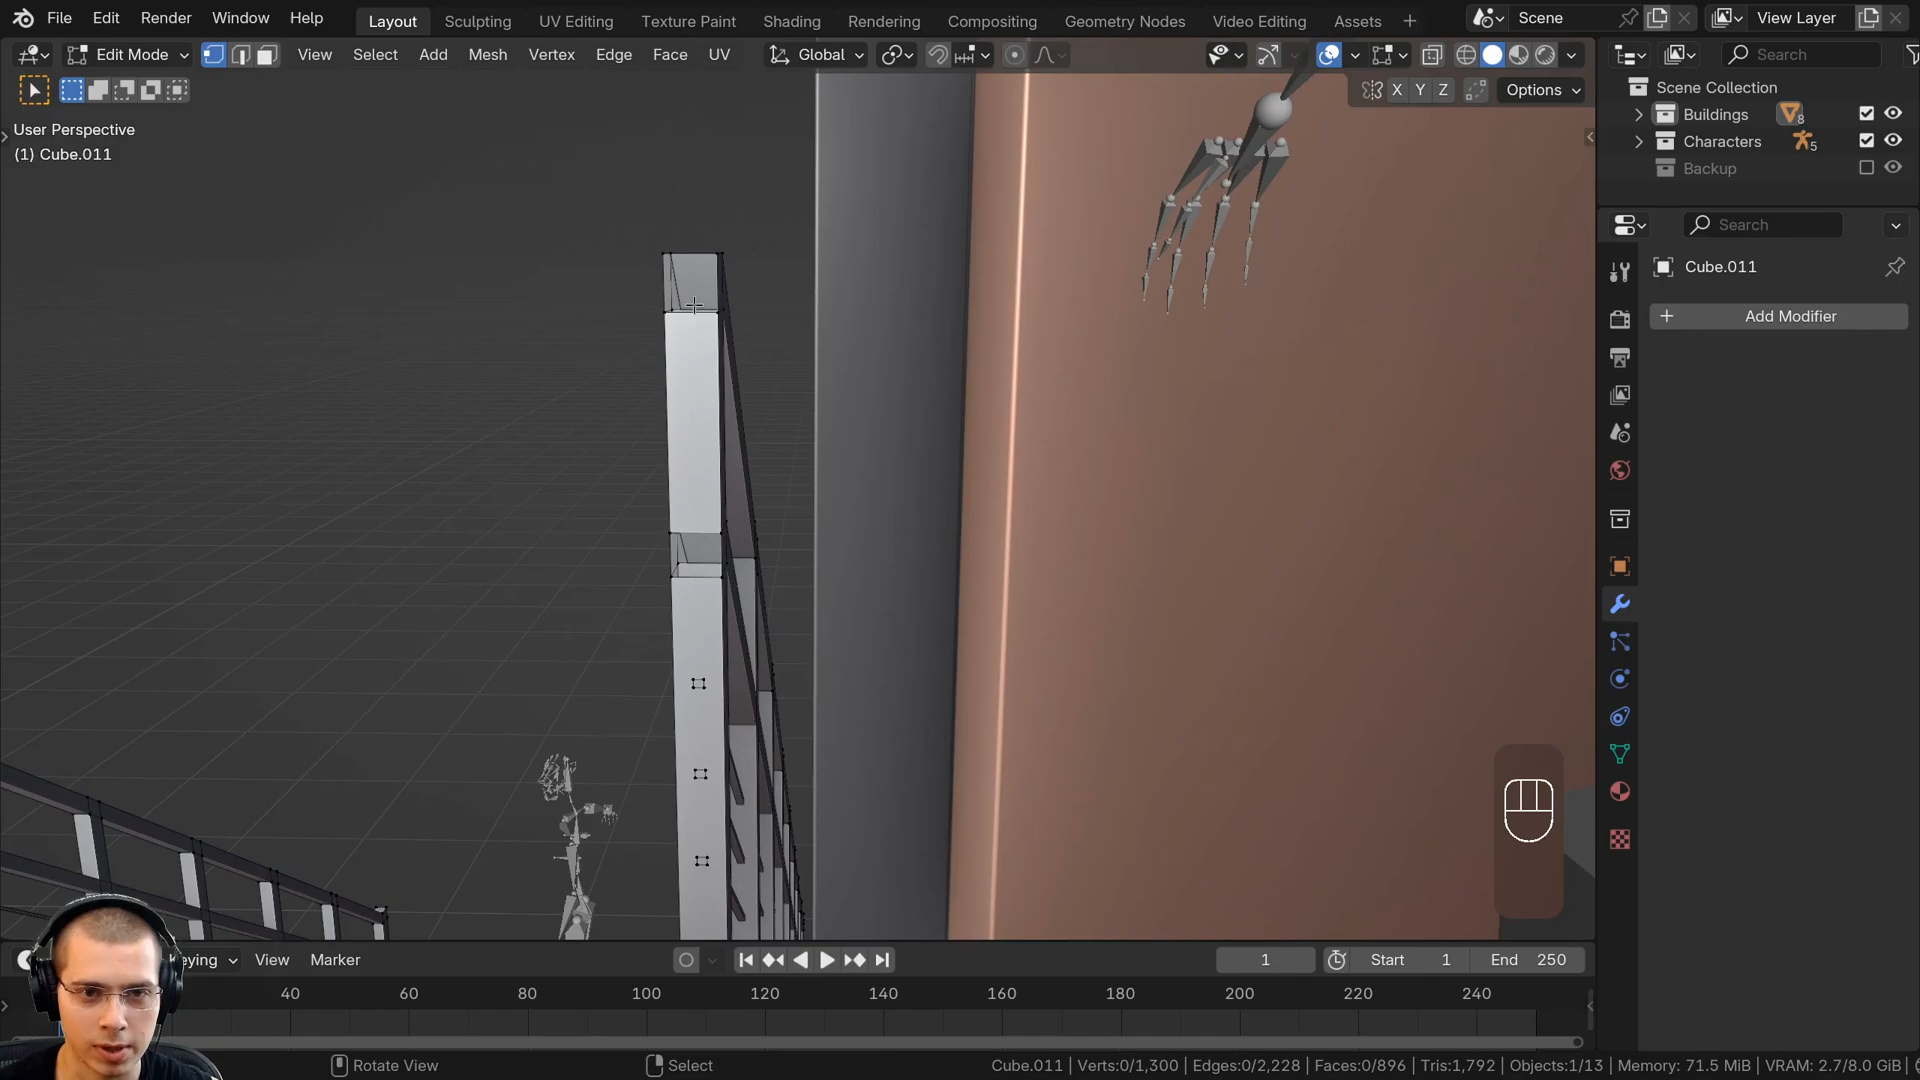 File Edit Render Window Help Layout Sculpting UV Editing Texture Paint Shading Rendering Compositing Geometry Nodes Video Editing Assets + Scene View Layer
Edit Mode View Select Add Mesh Vertex Edge Face UV Global Search
X Y Z Options
User Perspective
(1) Cube.011
Scene Collection
Buildings 8
Characters 5
Backup
Search
Cube.011
+ Add Modifier
Keying View Marker 1 Start 1 End 250
40 60 80 100 120 140 160 180 200 220 240
Rotate View Select Cube.011 | Verts:0/1,300 | Edges:0/2,228 | Faces:0/896 | Tris:1,792 | Objects:1/13 | Memory: 71.5 MiB | VRAM: 2.7/8.0 GiB |